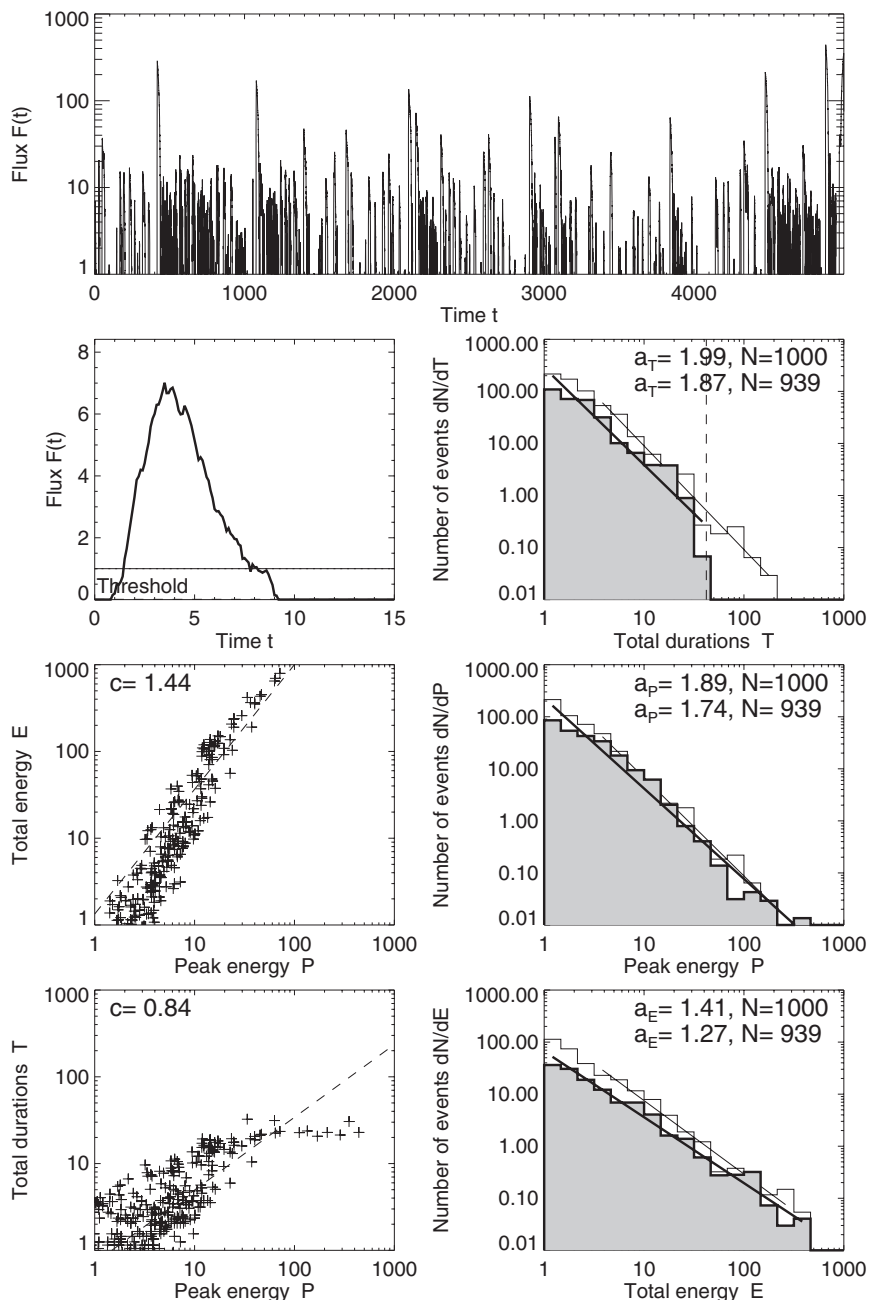 1000
100
10
1
Flux F(t)
0 1000 2000 3000 4000
Time t
8
6
4
2
0
Flux F(t)
Threshold
0 5 10 15
Time t
1000.00
100.00
10.00
1.00
0.10
0.01
Number of events dN/dT
a_T= 1.99, N=1000
a_T= 1.87, N= 939
1 10 100 1000
Total durations T
1000
100
10
1
Total energy E
c= 1.44
1 10 100 1000
Peak energy P
1000.00
100.00
10.00
1.00
0.10
0.01
Number of events dN/dP
a_P= 1.89, N=1000
a_P= 1.74, N= 939
1 10 100 1000
Peak energy P
1000
100
10
1
Total durations T
c= 0.84
1 10 100 1000
Peak energy P
1000.00
100.00
10.00
1.00
0.10
0.01
Number of events dN/dE
a_E= 1.41, N=1000
a_E= 1.27, N= 939
1 10 100 1000
Total energy E